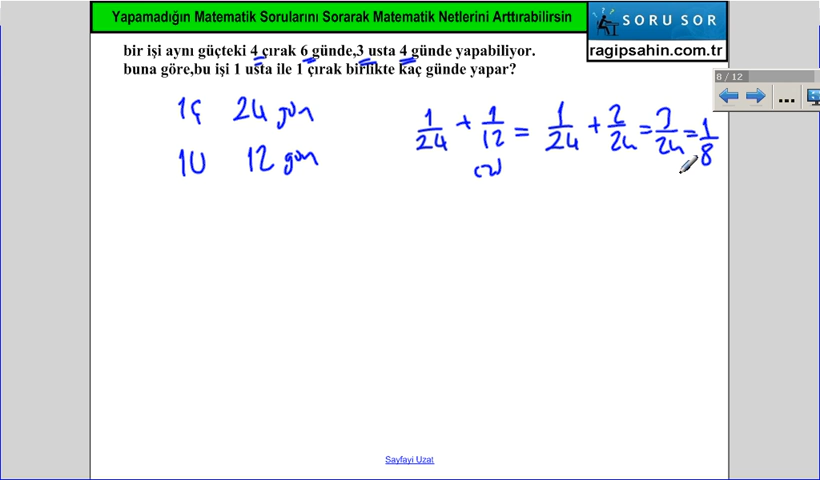 Yapamadığın Matematik Sorularını Sorarak Matematik Netlerini Arttırabilirsin
SORU SOR
ragipsahin.com
bir işi aynı güçteki 4 çırak 6 günde,3 usta 4 günde yapabiliyor.
buna göre,bu işi 1 usta ile 1 çırak birlikte kaç günde yapar?
8 / 12
...
1Ç 24 gün
1U 12 gün
1/24 + 1/12 = 1/24 + 2/24 = 3/24 = 1/8
(2)
Sayfayi Uzat